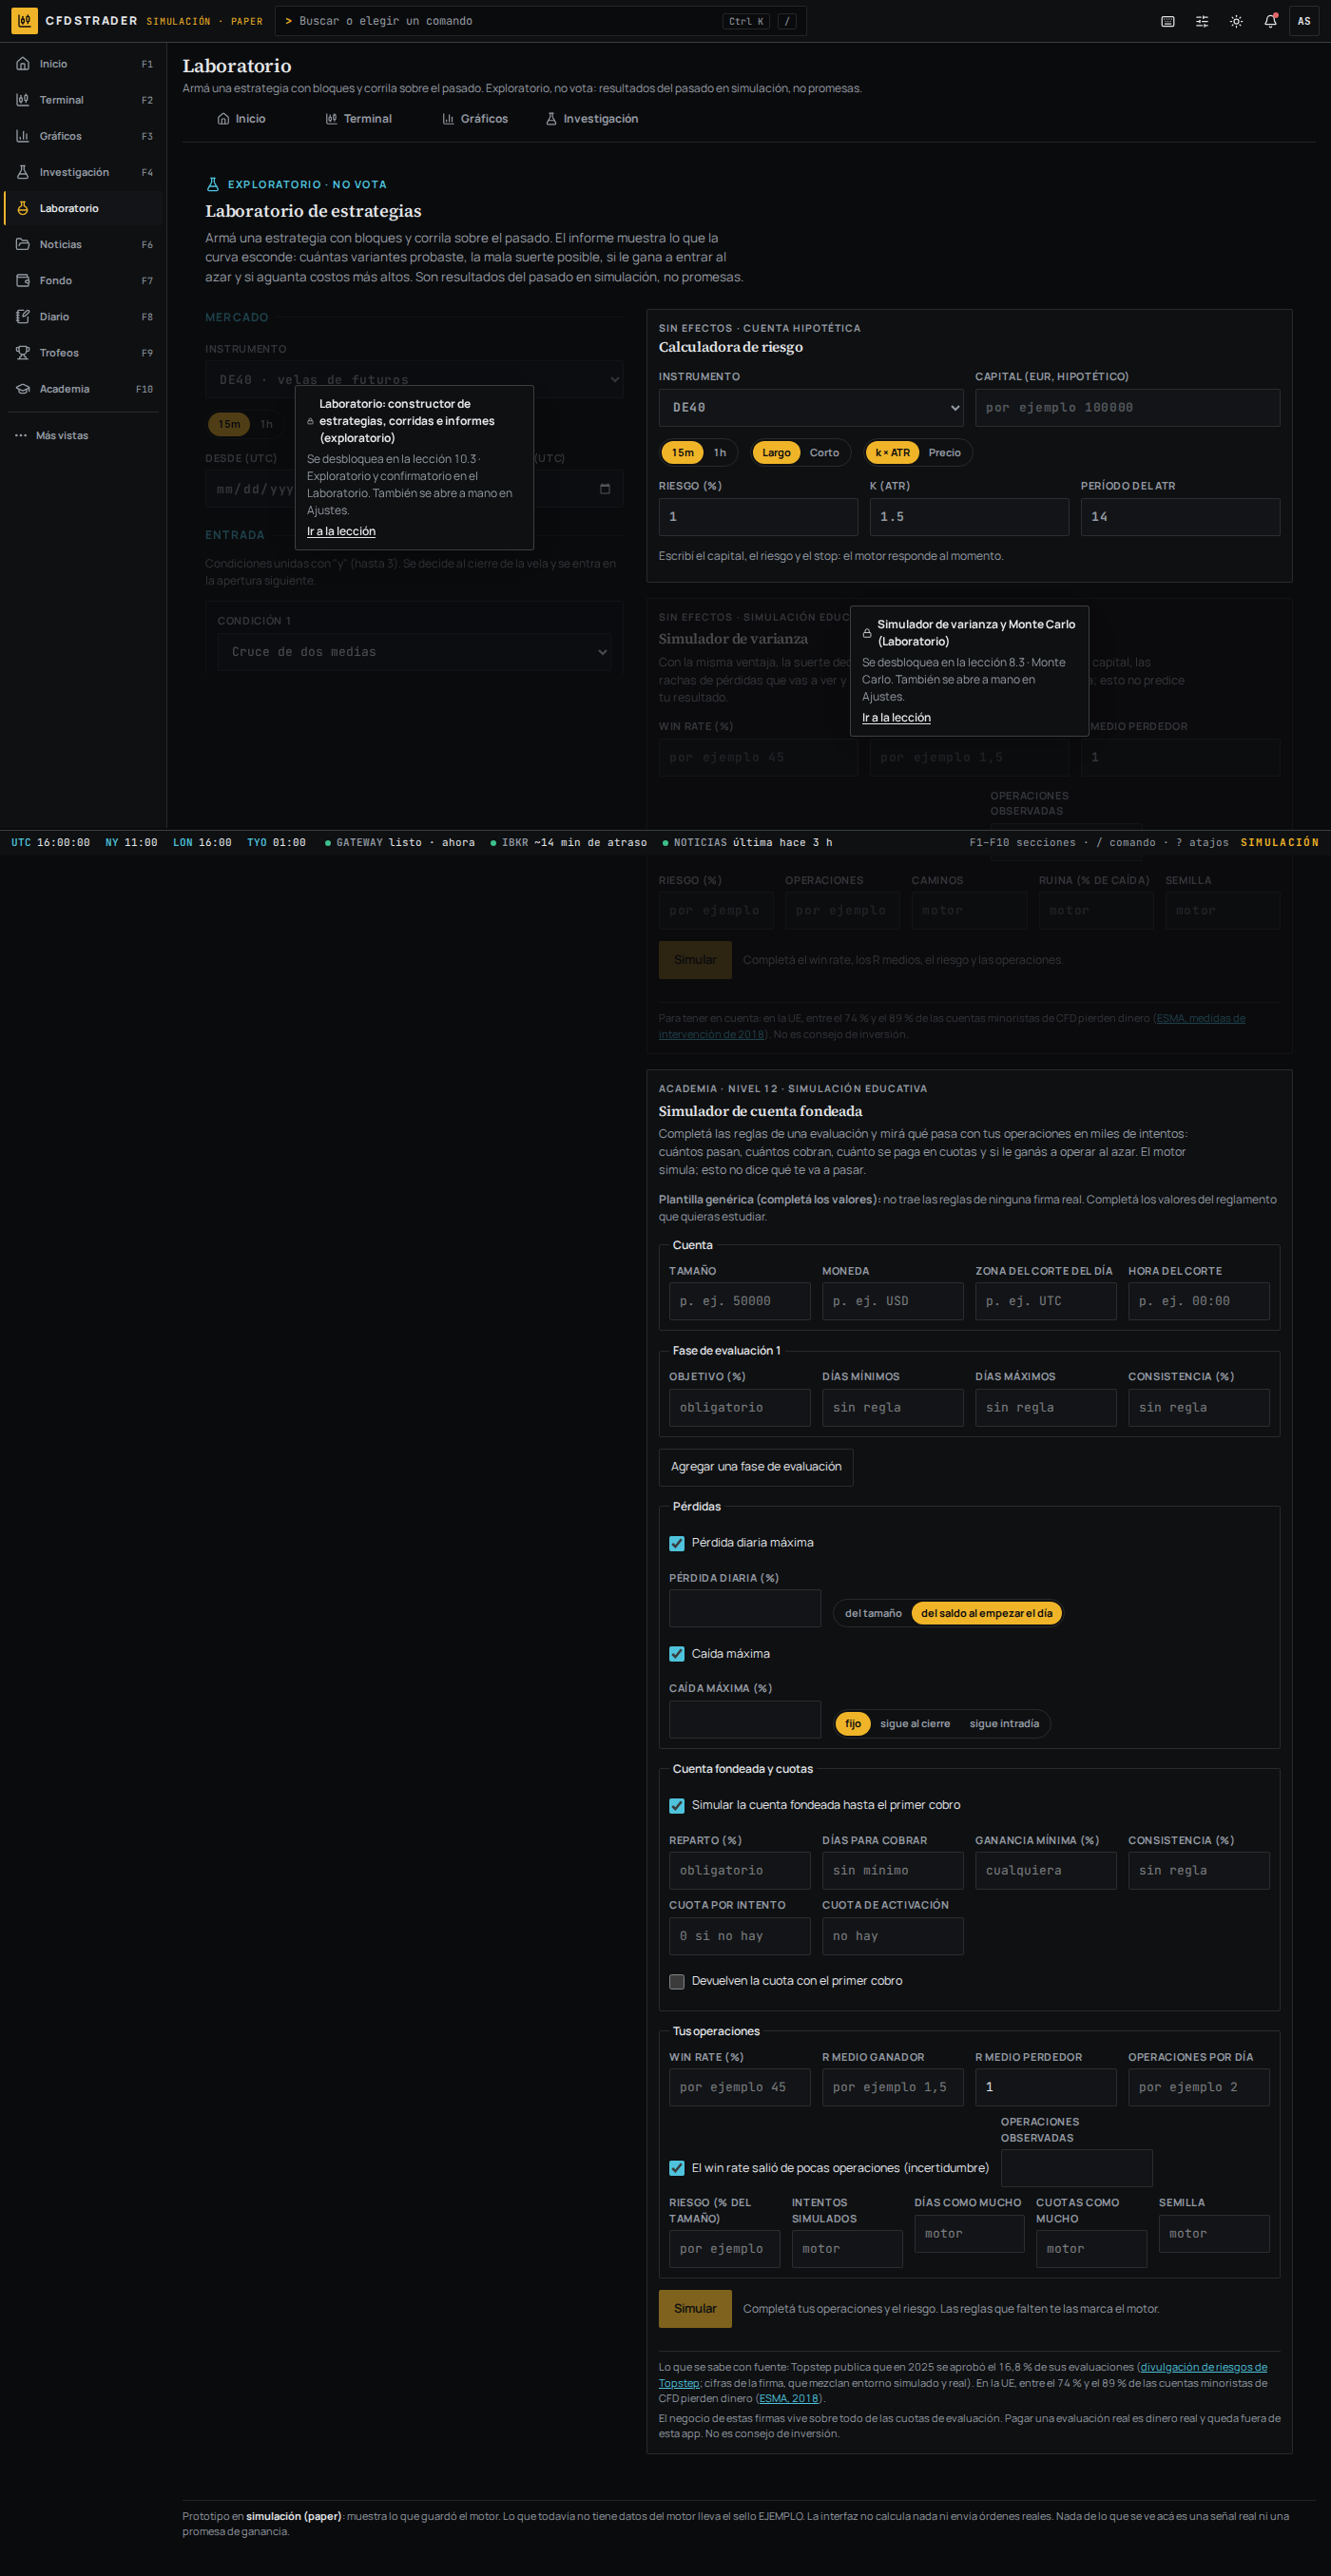 CFDSTRADER SIMULACIÓN · PAPER
> Buscar o elegir un comando Ctrl K /
AS
Inicio F1
Terminal F2
Gráficos F3
Investigación F4
Laboratorio
Noticias F6
Fondo F7
Diario F8
Trofeos F9
Academia F10
Más vistas
Laboratorio
Armá una estrategia con bloques y corrila sobre el pasado. Exploratorio, no vota: resultados del pasado en simulación, no promesas.
Inicio Terminal Gráficos Investigación
EXPLORATORIO · NO VOTA
Laboratorio de estrategias
Armá una estrategia con bloques y corrila sobre el pasado. El informe muestra lo que la
curva esconde: cuántas variantes probaste, la mala suerte posible, si le gana a entrar al
azar y si aguanta costos más altos. Son resultados del pasado en simulación, no promesas.
MERCADO
INSTRUMENTO
DE40 · velas de futuros
15m 1h
DESDE (UTC) (UTC)
mm/dd/yyy
Laboratorio: constructor de
estrategias, corridas e informes
(exploratorio)
Se desbloquea en la lección 10.3 ·
Exploratorio y confirmatorio en el
Laboratorio. También se abre a mano en
Ajustes.
Ir a la lección
ENTRADA
Condiciones unidas con "y" (hasta 3). Se decide al cierre de la vela y se entra en
la apertura siguiente.
CONDICIÓN 1
Cruce de dos medias
SIN EFECTOS · CUENTA HIPOTÉTICA
Calculadora de riesgo
INSTRUMENTO CAPITAL (EUR, HIPOTÉTICO)
DE40 por ejemplo 100000
15m 1h Largo Corto k × ATR Precio
RIESGO (%) K (ATR) PERÍODO DEL ATR
1 1.5 14
Escribí el capital, el riesgo y el stop: el motor responde al momento.
SIN EFECTOS · SIMULACIÓN EDUC
Simulador de varianza
Con la misma ventaja, la suerte dec capital, las
rachas de pérdidas que vas a ver y ; esto no predice
tu resultado.
Simulador de varianza y Monte Carlo
(Laboratorio)
Se desbloquea en la lección 8.3 · Monte
Carlo. También se abre a mano en
Ajustes.
Ir a la lección
WIN RATE (%) MEDIO PERDEDOR
por ejemplo 45 por ejemplo 1,5 1
OPERACIONES
OBSERVADAS
UTC 16:00:00 NY 11:00 LON 16:00 TYO 01:00 GATEWAY listo · ahora IBKR ~14 min de atraso NOTICIAS última hace 3 h F1–F10 secciones · / comando · ? atajos SIMULACIÓN
RIESGO (%) OPERACIONES CAMINOS RUINA (% DE CAÍDA) SEMILLA
por ejemplo por ejemplo motor motor motor
Simular Completá el win rate, los R medios, el riesgo y las operaciones.
Para tener en cuenta: en la UE, entre el 74 % y el 89 % de las cuentas minoristas de CFD pierden dinero (ESMA, medidas de
intervención de 2018). No es consejo de inversión.
ACADEMIA · NIVEL 12 · SIMULACIÓN EDUCATIVA
Simulador de cuenta fondeada
Completá las reglas de una evaluación y mirá qué pasa con tus operaciones en miles de intentos:
cuántos pasan, cuántos cobran, cuánto se paga en cuotas y si le ganás a operar al azar. El motor
simula; esto no dice qué te va a pasar.
Plantilla genérica (completá los valores): no trae las reglas de ninguna firma real. Completá los valores del reglamento
que quieras estudiar.
Cuenta
TAMAÑO MONEDA ZONA DEL CORTE DEL DÍA HORA DEL CORTE
p. ej. 50000 p. ej. USD p. ej. UTC p. ej. 00:00
Fase de evaluación 1
OBJETIVO (%) DÍAS MÍNIMOS DÍAS MÁXIMOS CONSISTENCIA (%)
obligatorio sin regla sin regla sin regla
Agregar una fase de evaluación
Pérdidas
Pérdida diaria máxima
PÉRDIDA DIARIA (%)
del tamaño del saldo al empezar el día
Caída máxima
CAÍDA MÁXIMA (%)
fijo sigue al cierre sigue intradía
Cuenta fondeada y cuotas
Simular la cuenta fondeada hasta el primer cobro
REPARTO (%) DÍAS PARA COBRAR GANANCIA MÍNIMA (%) CONSISTENCIA (%)
obligatorio sin mínimo cualquiera sin regla
CUOTA POR INTENTO CUOTA DE ACTIVACIÓN
0 si no hay no hay
Devuelven la cuota con el primer cobro
Tus operaciones
WIN RATE (%) R MEDIO GANADOR R MEDIO PERDEDOR OPERACIONES POR DÍA
por ejemplo 45 por ejemplo 1,5 1 por ejemplo 2
OPERACIONES
OBSERVADAS
El win rate salió de pocas operaciones (incertidumbre)
RIESGO (% DEL TAMAÑO) INTENTOS SIMULADOS DÍAS COMO MUCHO CUOTAS COMO MUCHO SEMILLA
por ejemplo motor motor motor motor
Simular Completá tus operaciones y el riesgo. Las reglas que falten te las marca el motor.
Lo que se sabe con fuente: Topstep publica que en 2025 se aprobó el 16,8 % de sus evaluaciones (divulgación de riesgos de
Topstep; cifras de la firma, que mezclan entorno simulado y real). En la UE, entre el 74 % y el 89 % de las cuentas minoristas de
CFD pierden dinero (ESMA, 2018).
El negocio de estas firmas vive sobre todo de las cuotas de evaluación. Pagar una evaluación real es dinero real y queda fuera de
esta app. No es consejo de inversión.
Prototipo en simulación (paper): muestra lo que guardó el motor. Lo que todavía no tiene datos del motor lleva el sello EJEMPLO. La interfaz no calcula nada ni envía órdenes reales. Nada de lo que se ve acá es una señal real ni una
promesa de ganancia.